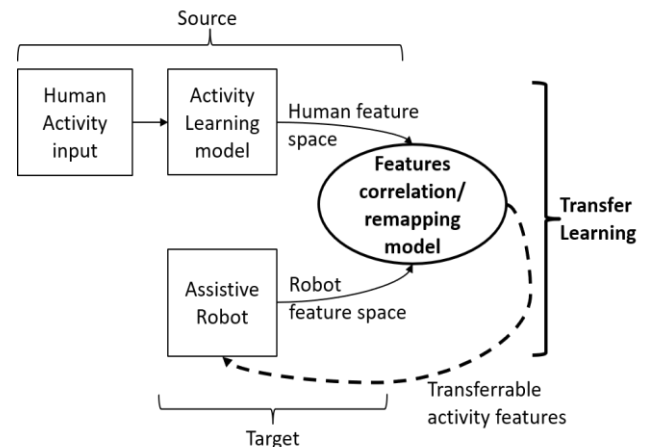 Source
Human
Activity
input
Activity
Learning
model
Human feature
space
Features
correlation/
remapping
model
Transfer
Learning
Assistive
Robot
Robot
feature space
Transferrable
activity features
Target